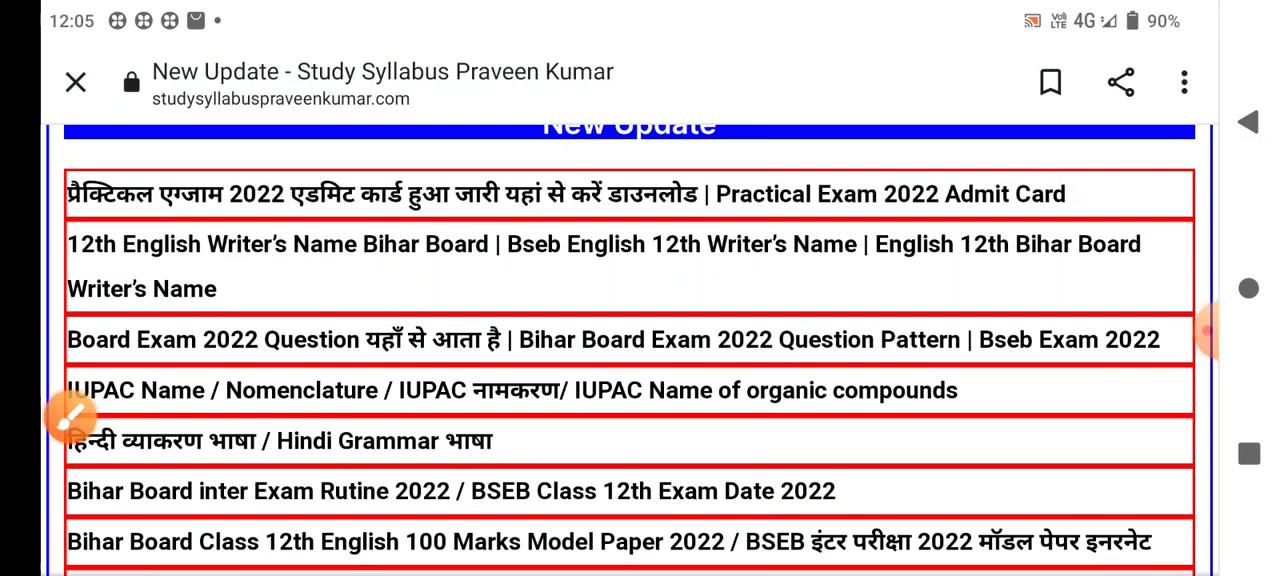 12:05 4G 90%
New Update - Study Syllabus Praveen Kumar
studysyllabuspraveenkumar.com
New Update
प्रैक्टिकल एग्जाम 2022 एडमिट कार्ड हुआ जारी यहां से करें डाउनलोड | Practical Exam 2022 Admit Card
12th English Writer’s Name Bihar Board | Bseb English 12th Writer’s Name | English 12th Bihar Board
Writer’s Name
Board Exam 2022 Question यहाँ से आता है | Bihar Board Exam 2022 Question Pattern | Bseb Exam 2022
IUPAC Name / Nomenclature / IUPAC नामकरण/ IUPAC Name of organic compounds
हिन्दी व्याकरण भाषा / Hindi Grammar भाषा
Bihar Board inter Exam Rutine 2022 / BSEB Class 12th Exam Date 2022
Bihar Board Class 12th English 100 Marks Model Paper 2022 / BSEB इंटर परीक्षा 2022 मॉडल पेपर इनरनेट